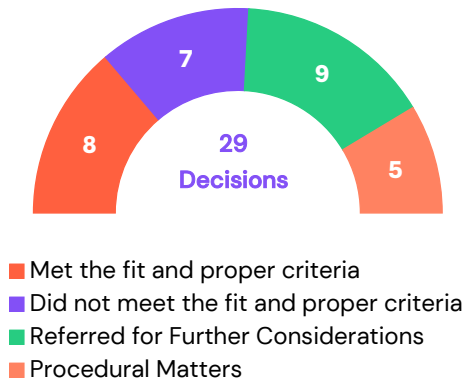 7
9
8
29
Decisions
5
Met the fit and proper criteria
Did not meet the fit and proper criteria
Referred for Further Considerations
Procedural Matters